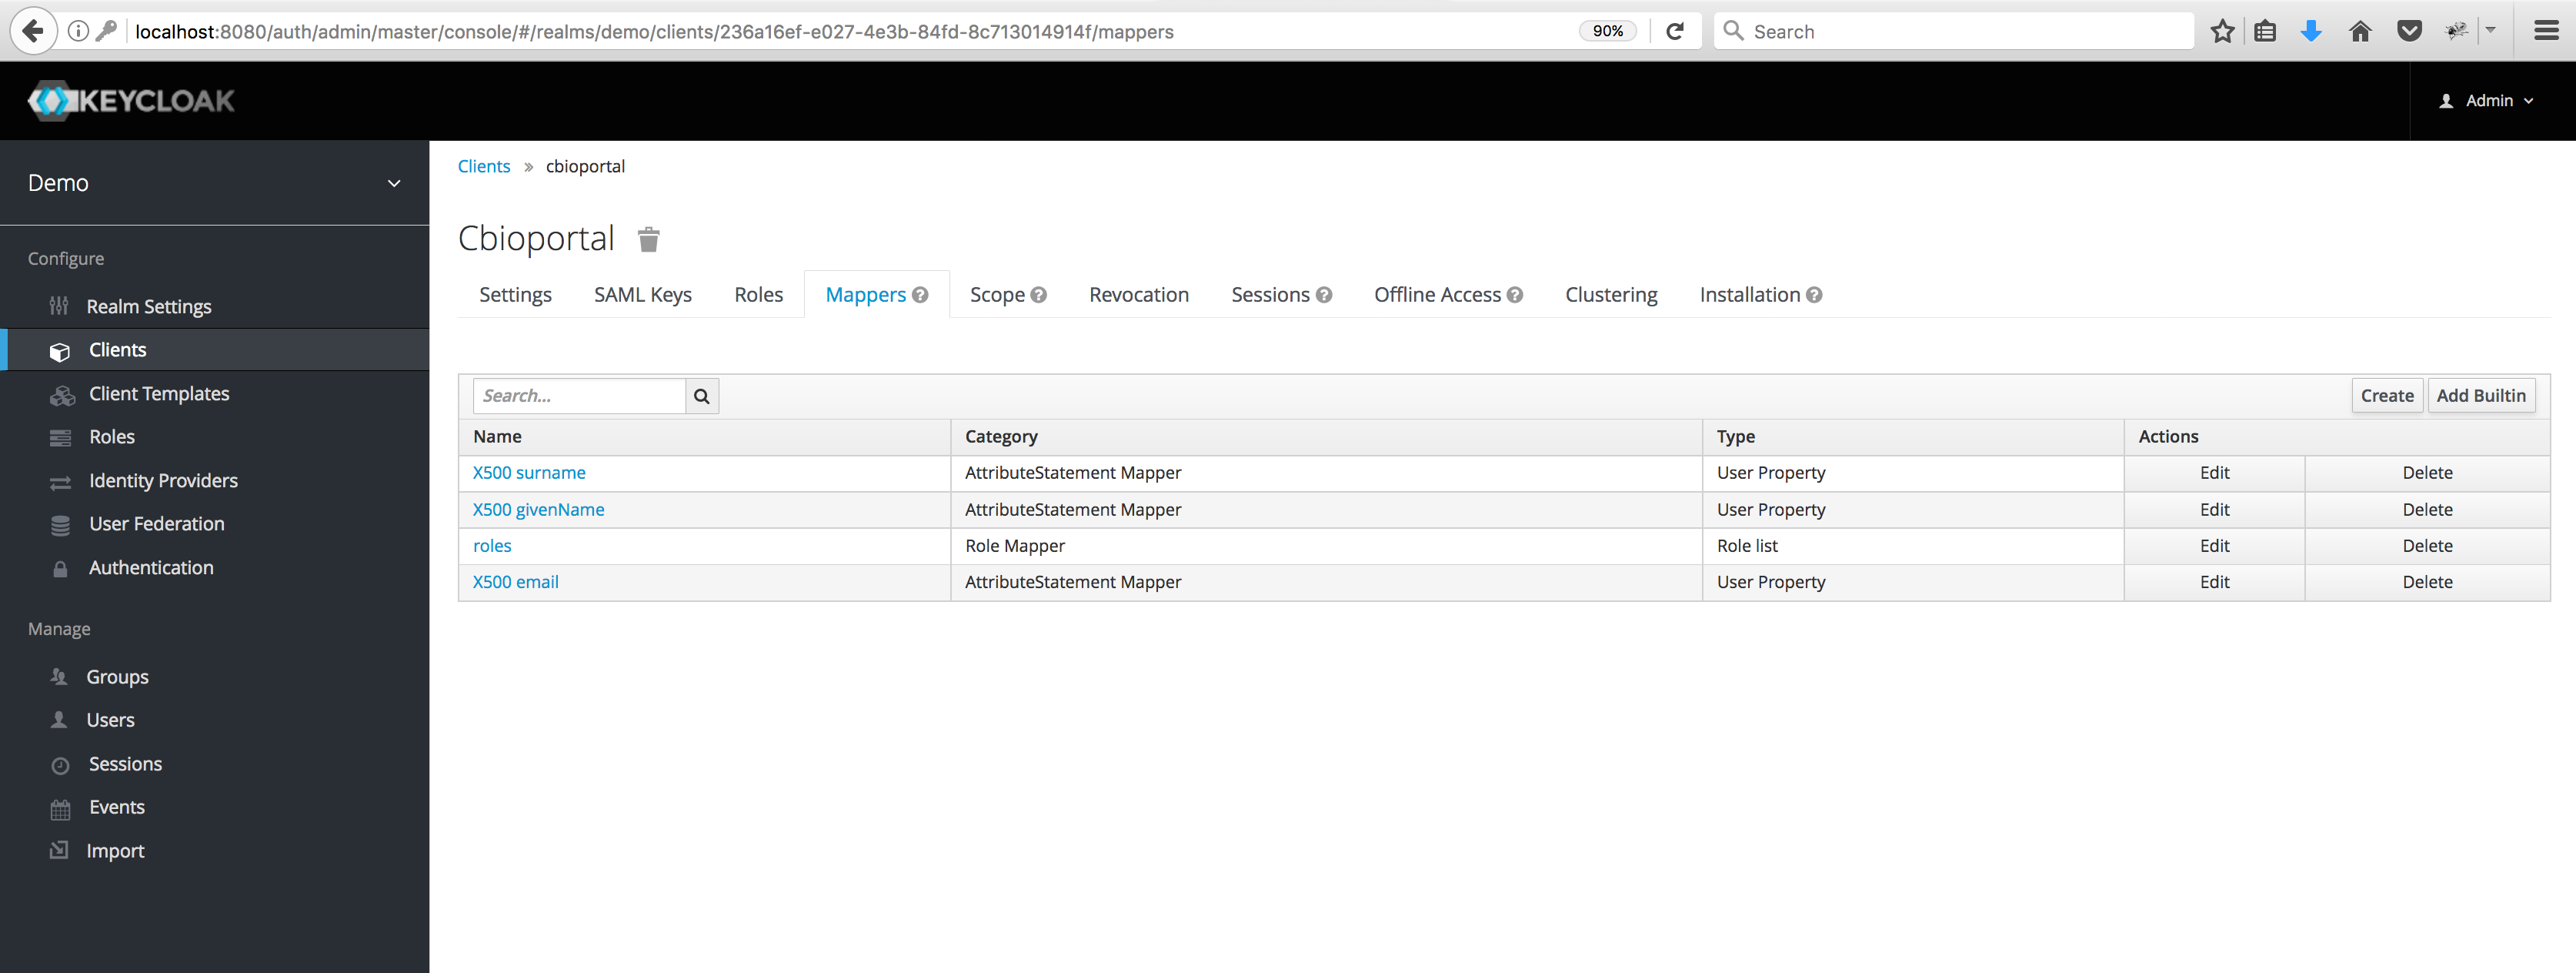 localhost:8080/auth/admin/master/console/#/realms/demo/clients/236a16ef-e027-4e3b-84fd-8c713014914f/mappers 90% Search
KEYCLOAK Admin
Demo
Configure
Realm Settings
Clients
Client Templates
Roles
Identity Providers
User Federation
Authentication
Manage
Groups
Users
Sessions
Events
Import
Clients » cbioportal
Cbioportal
Settings SAML Keys Roles Mappers ? Scope ? Revocation Sessions ? Offline Access ? Clustering Installation ?
Search... Create Add Builtin
Name Category Type Actions
X500 surname AttributeStatement Mapper User Property Edit Delete
X500 givenName AttributeStatement Mapper User Property Edit Delete
roles Role Mapper Role list Edit Delete
X500 email AttributeStatement Mapper User Property Edit Delete